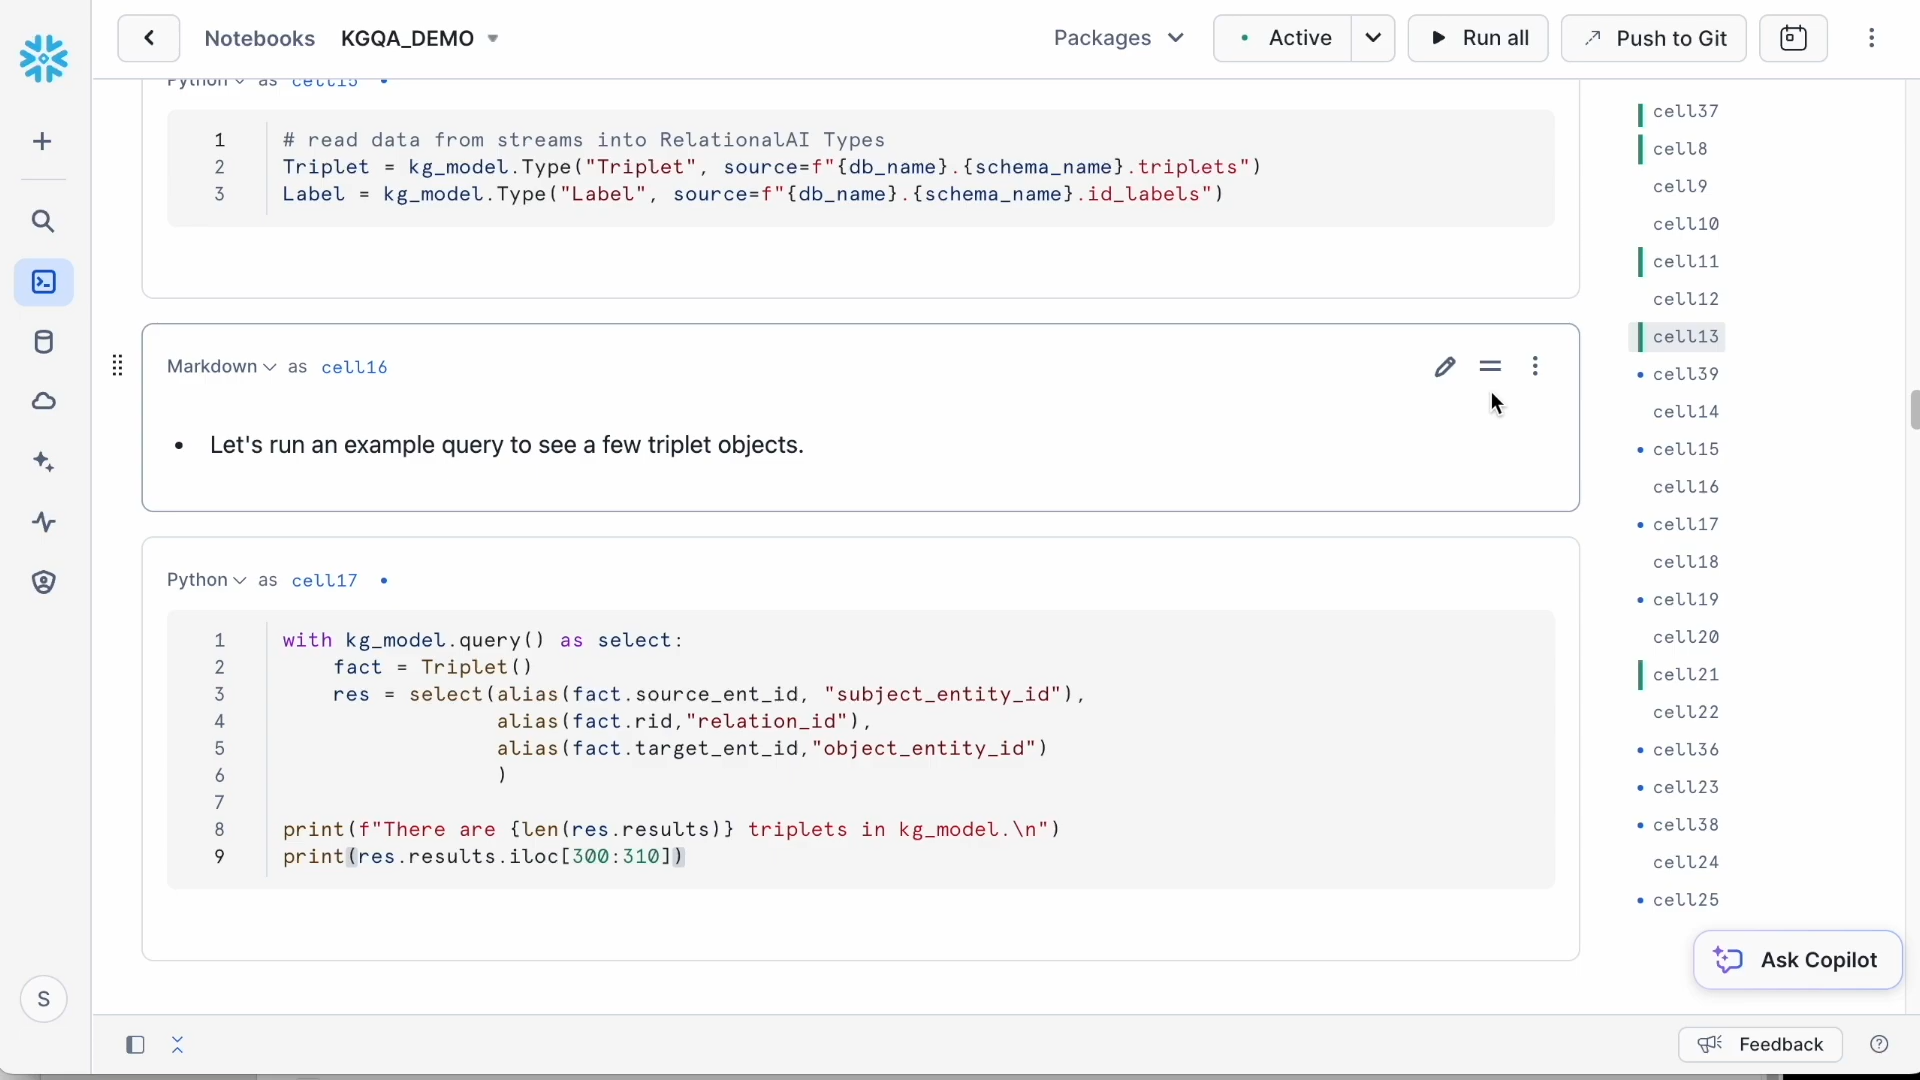 Notebooks KGQA_DEMO
Packages
Active
Run all
Push to Git
Python as cell15
1 # read data from streams into RelationalAI Types
2 Triplet = kg_model.Type("Triplet", source=f"{db_name}.{schema_name}.triplets")
3 Label = kg_model.Type("Label", source=f"{db_name}.{schema_name}.id_labels")
Markdown as cell16
• Let's run an example query to see a few triplet objects.
Python as cell17
1 with kg_model.query() as select:
2 fact = Triplet()
3 res = select(alias(fact.source_ent_id, "subject_entity_id"),
4 alias(fact.rid,"relation_id"),
5 alias(fact.target_ent_id,"object_entity_id")
6 )
7
8 print(f"There are {len(res.results)} triplets in kg_model.\n")
9 print(res.results.iloc[300:310])
cell37
cell8
cell9
cell10
cell11
cell12
cell13
cell39
cell14
cell15
cell16
cell17
cell18
cell19
cell20
cell21
cell22
cell36
cell23
cell38
cell24
cell25
Ask Copilot
S
Feedback